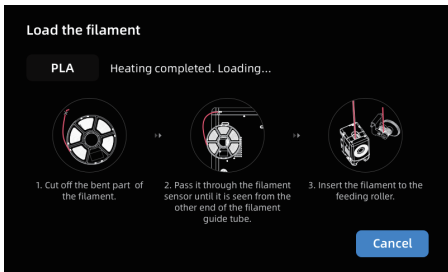 Load the filament
PLA
Heating completed. Loading...
1. Cut off the bent part of
the filament.
2. Pass it through the filament
sensor until it is seen from the
other end of the filament
guide tube.
3. Insert the filament to the
feeding roller.
Cancel